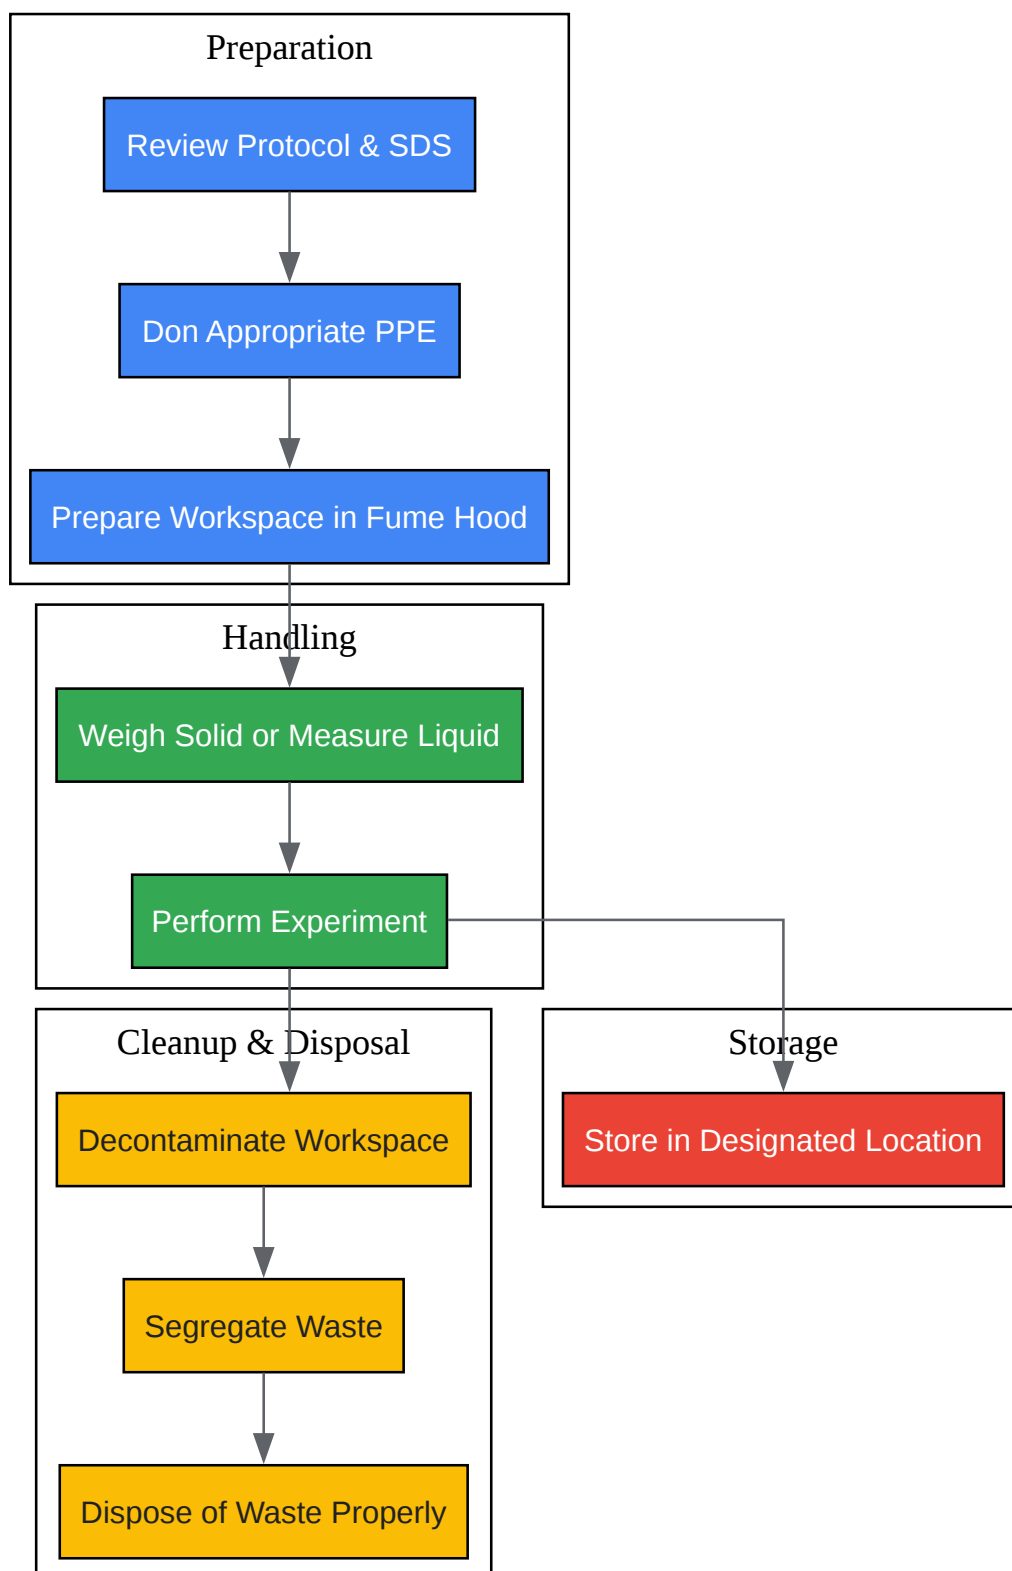 Preparation
Review Protocol & SDS
Don Appropriate PPE
Prepare Workspace in Fume Hood
Handling
Weigh Solid or Measure Liquid
Perform Experiment
Cleanup & Disposal
Decontaminate Workspace
Segregate Waste
Dispose of Waste Properly
Storage
Store in Designated Location